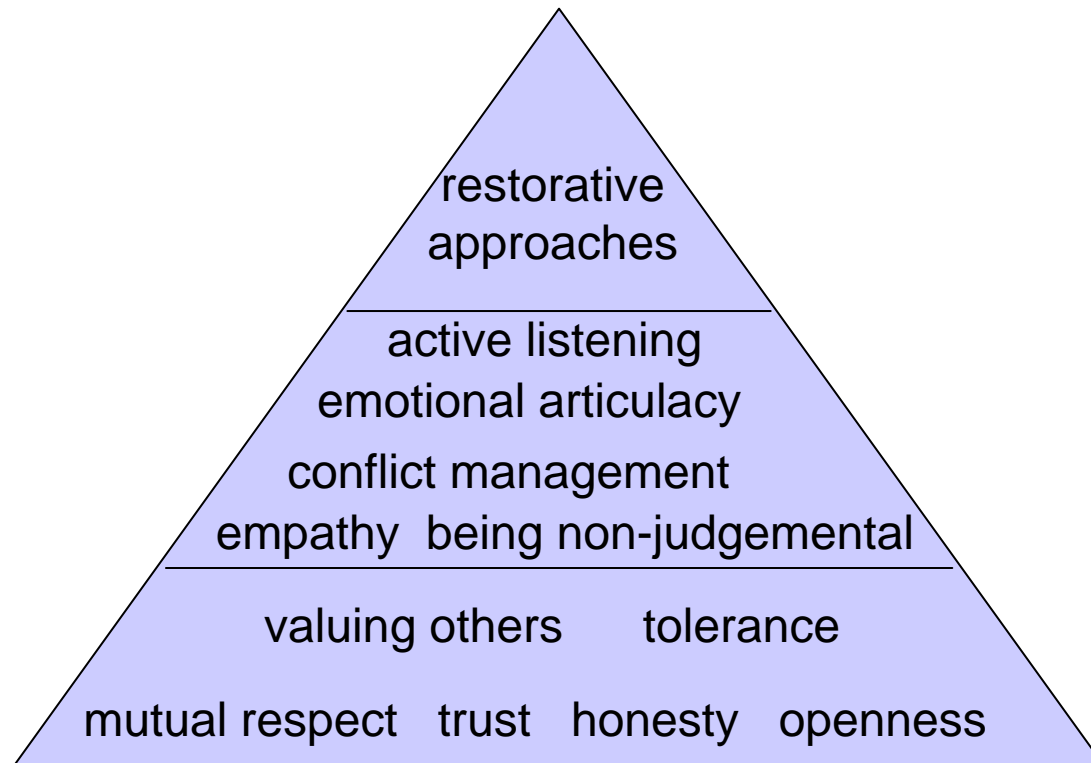 restorative
approaches
active listening
emotional articulacy
conflict management
empathy being non-judgemental
valuing others tolerance
mutual respect trust honesty openness